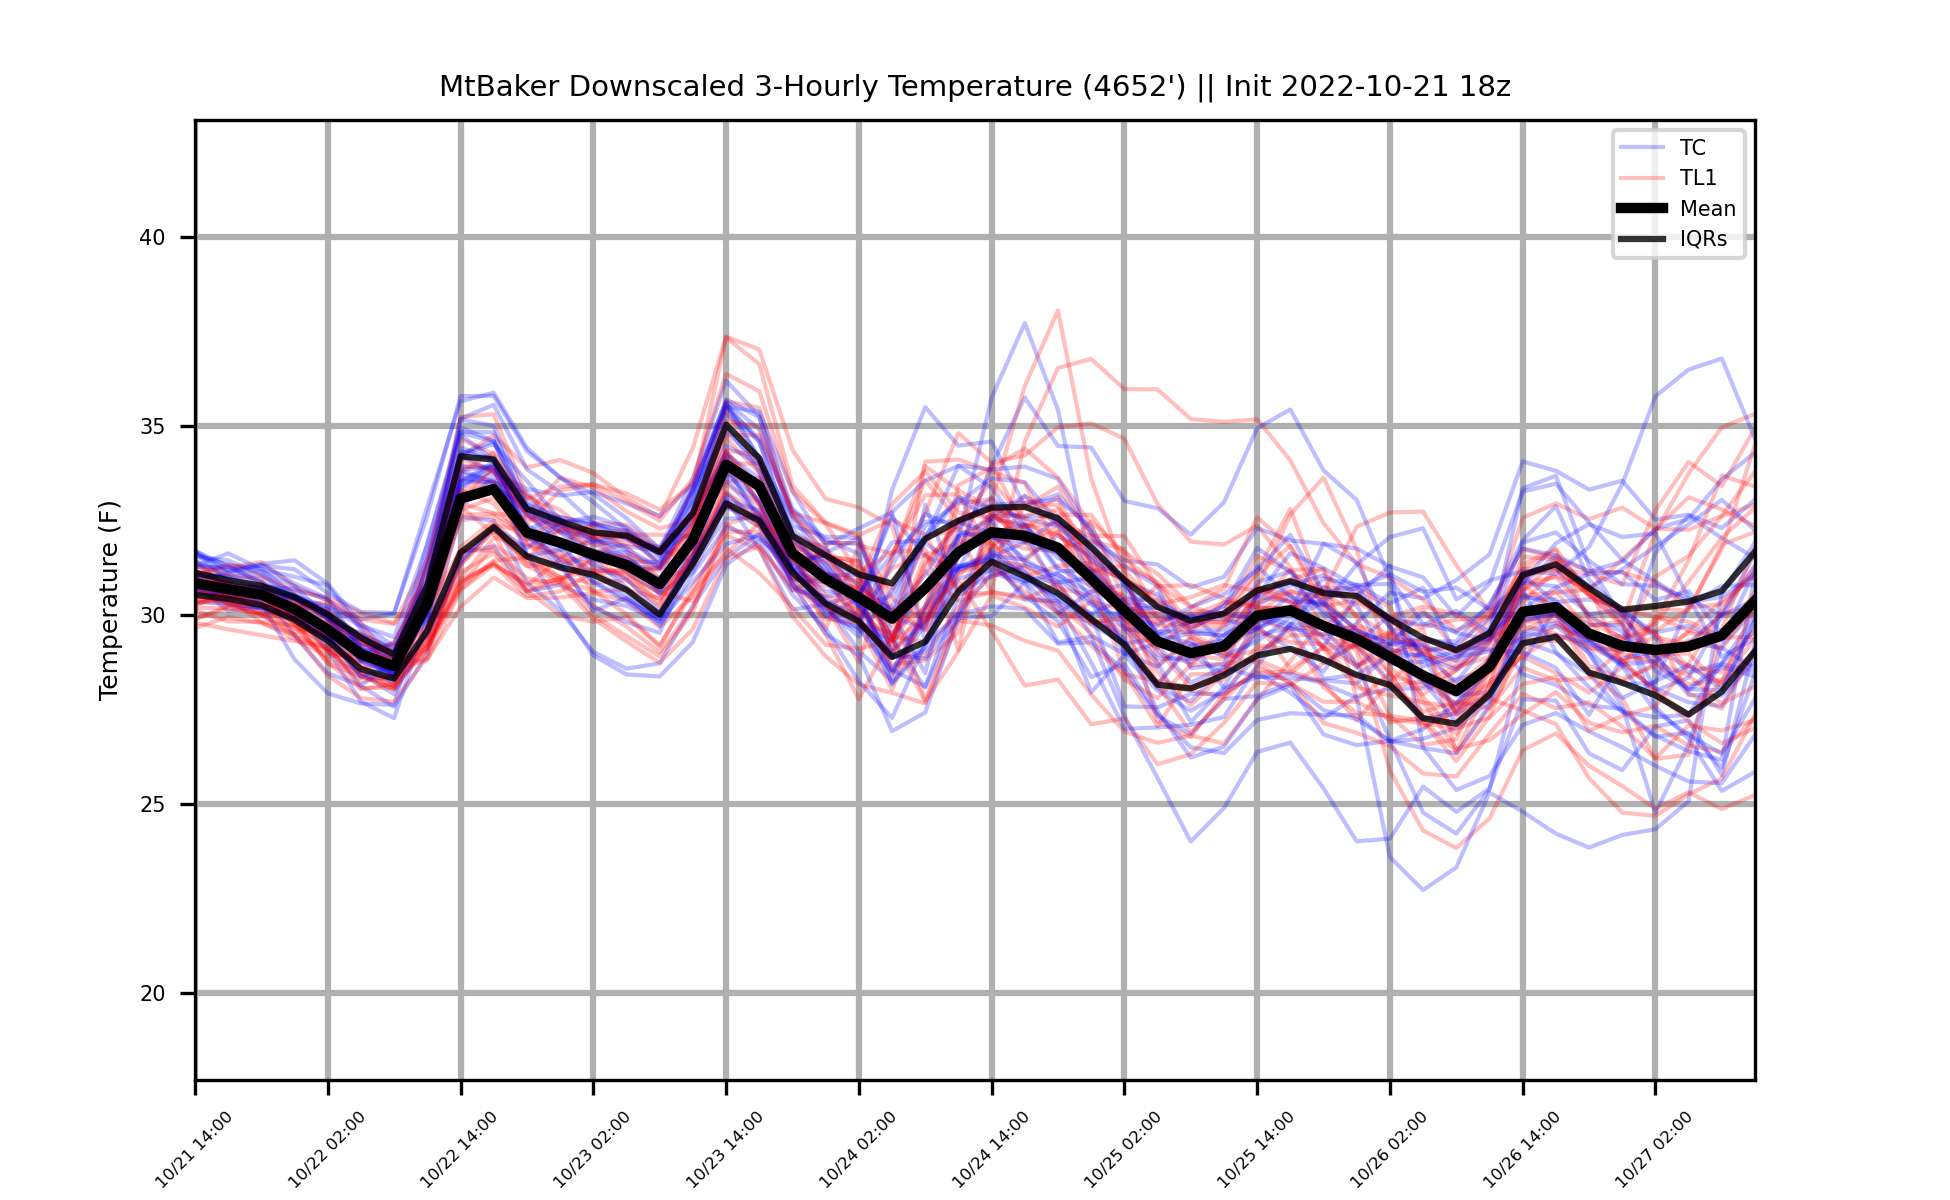 MtBaker Downscaled 3-Hourly Temperature (4652') || Init 2022-10-21 18z
TC
TL1
Mean
IQRs
Temperature (F)
40
35
30
25
20
10/21 14:00
10/22 02:00
10/22 14:00
10/23 02:00
10/23 14:00
10/24 02:00
10/24 14:00
10/25 02:00
10/25 14:00
10/26 02:00
10/26 14:00
10/27 02:00